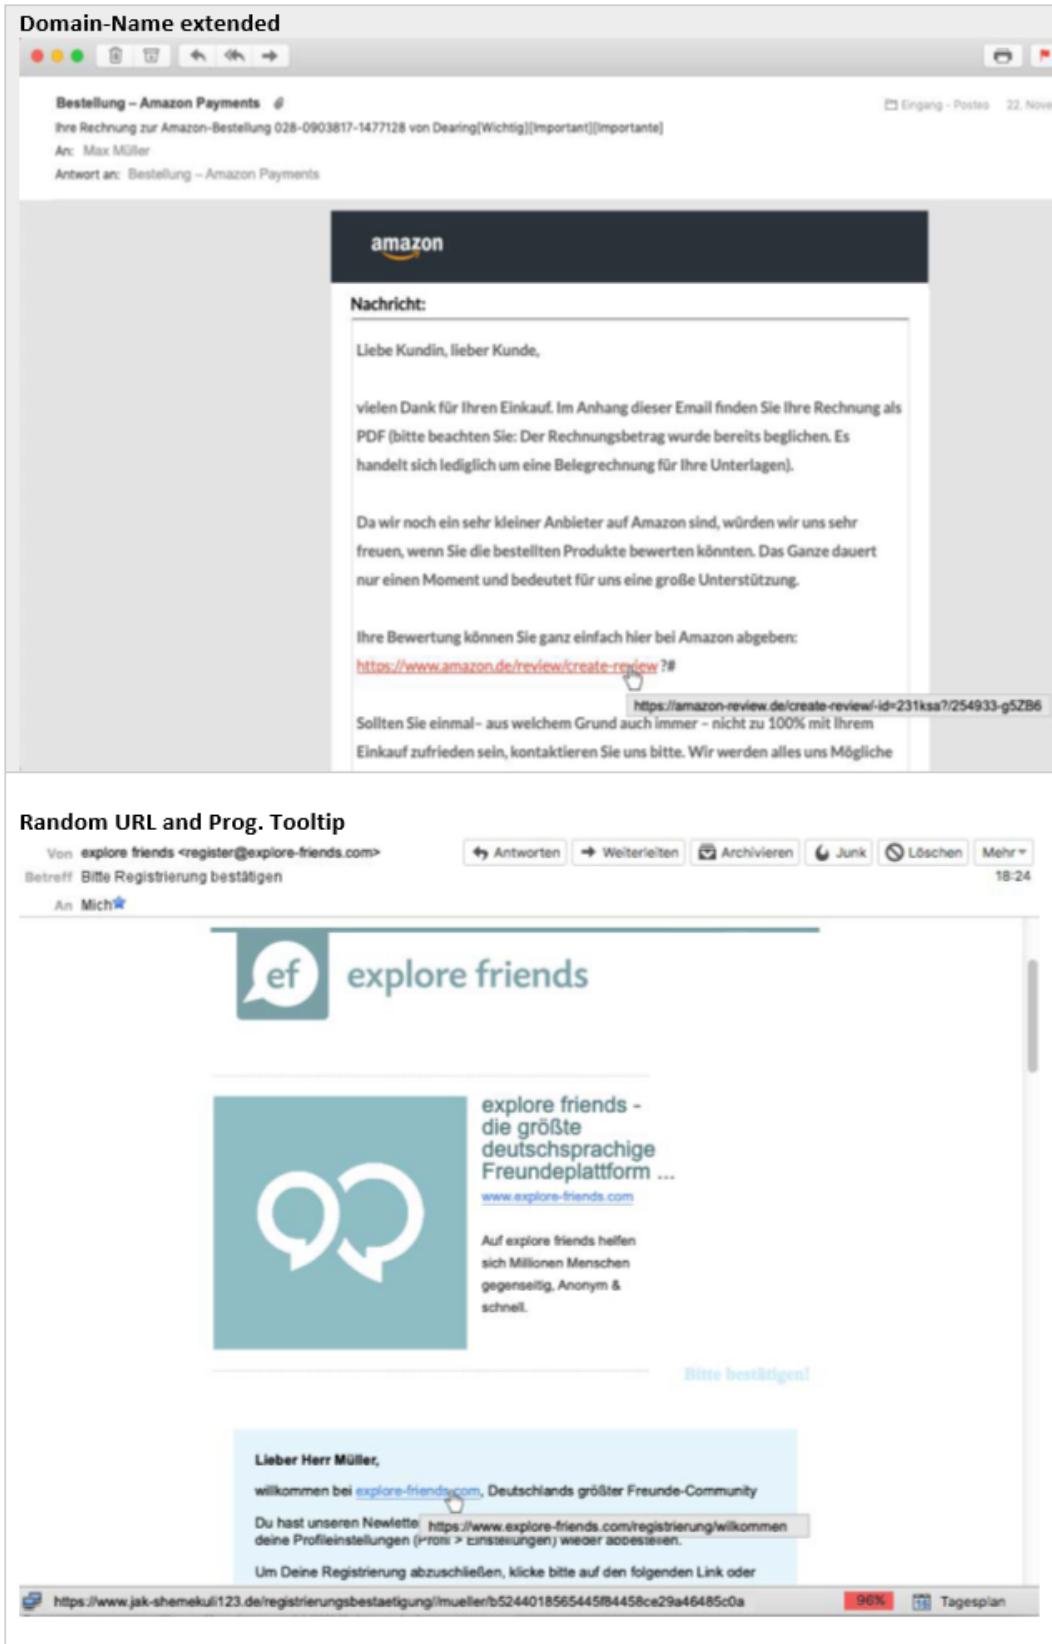 Domain-Name extended
Bestellung – Amazon Payments
Eingang - Posteo 22. Nove
Ihre Rechnung zur Amazon-Bestellung 028-0903817-1477128 von Dearing[Wichtig][Important][Importante]
An: Max Müller
Antwort an: Bestellung – Amazon Payments
amazon
Nachricht:
Liebe Kundin, lieber Kunde,
vielen Dank für Ihren Einkauf. Im Anhang dieser Email finden Sie Ihre Rechnung als
PDF (bitte beachten Sie: Der Rechnungsbetrag wurde bereits beglichen. Es
handelt sich lediglich um eine Belegrechnung für Ihre Unterlagen).
Da wir noch ein sehr kleiner Anbieter auf Amazon sind, würden wir uns sehr
freuen, wenn Sie die bestellten Produkte bewerten könnten. Das Ganze dauert
nur einen Moment und bedeutet für uns eine große Unterstützung.
Ihre Bewertung können Sie ganz einfach hier bei Amazon abgeben:
https://www.amazon.de/review/create-review ?#
https://amazon-review.de/create-review/-id=231ksa?/254933-g5ZB6
Sollten Sie einmal– aus welchem Grund auch immer – nicht zu 100% mit Ihrem
Einkauf zufrieden sein, kontaktieren Sie uns bitte. Wir werden alles uns Mögliche
Random URL and Prog. Tooltip
Von explore friends <register@explore-friends.com>
Antworten Weiterleiten Archivieren Junk Löschen Mehr
Betreff Bitte Registrierung bestätigen
18:24
An Mich
ef explore friends
explore friends -
die größte
deutschsprachige
Freundeplattform ...
www.explore-friends.com
Auf explore friends helfen
sich Millionen Menschen
gegenseitig, Anonym &
schnell.
Bitte bestätigen!
Lieber Herr Müller,
willkommen bei explore-friends.com, Deutschlands größter Freunde-Community
Du hast unseren Newlette
https://www.explore-friends.com/registrierung/wilkommen
deine Profileinstellungen (Profil > Einstellungen) wieder abbestellen.
Um Deine Registrierung abzuschließen, klicke bitte auf den folgenden Link oder
https://www.jak-shemekuli123.de/registrierungsbestaetigung//mueller/b5244018565445f84458ce29a46485c0a
96% Tagesplan